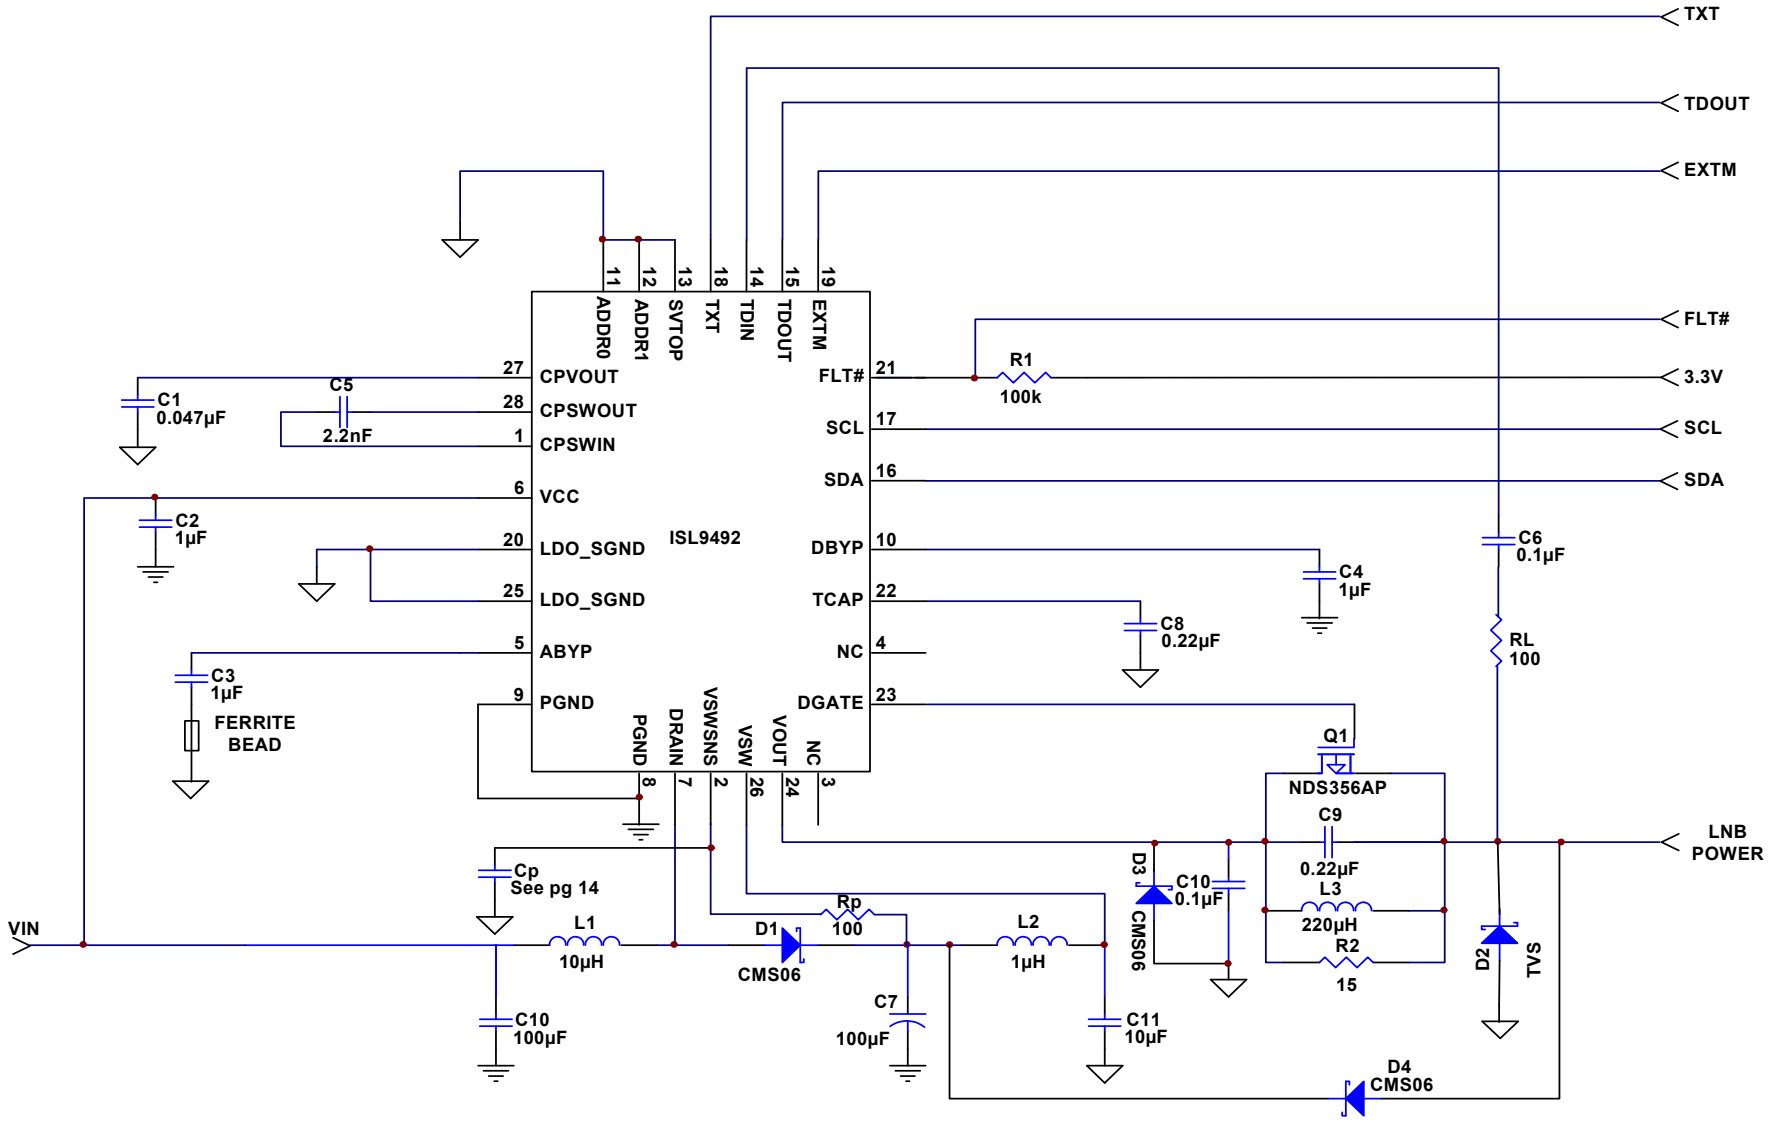 TXT
TDOUT
EXTM
11
12
13
18
14
15
19
ADDR0
ADDR1
SVTOP
TXT
TDIN
TDOUT
EXTM
FLT#
27
CPVOUT
FLT#
21
R1
100k
3.3V
C1
0.047µF
C5
2.2nF
28
CPSWOUT
1
CPSWIN
SCL
17
SCL
SDA
16
SDA
6
VCC
C2
1µF
ISL9492
20
LDO_SGND
DBYP
10
C4
1µF
C6
0.1µF
25
LDO_SGND
TCAP
22
C8
0.22µF
RL
100
5
ABYP
NC
4
C3
1µF
FERRITE
BEAD
9
PGND
DGATE
23
PGND
DRAIN
VSWSNS
VSW
VOUT
NC
8
7
2
26
24
3
Q1
NDS356AP
C9
0.22µF
LNB
POWER
L3
220µH
R2
15
D3
CMS06
C10
0.1µF
D2
TVS
Cp
See pg 14
Rp
100
VIN
L1
10µH
D1
CMS06
L2
1µH
C10
100µF
C7
100µF
C11
10µF
D4
CMS06